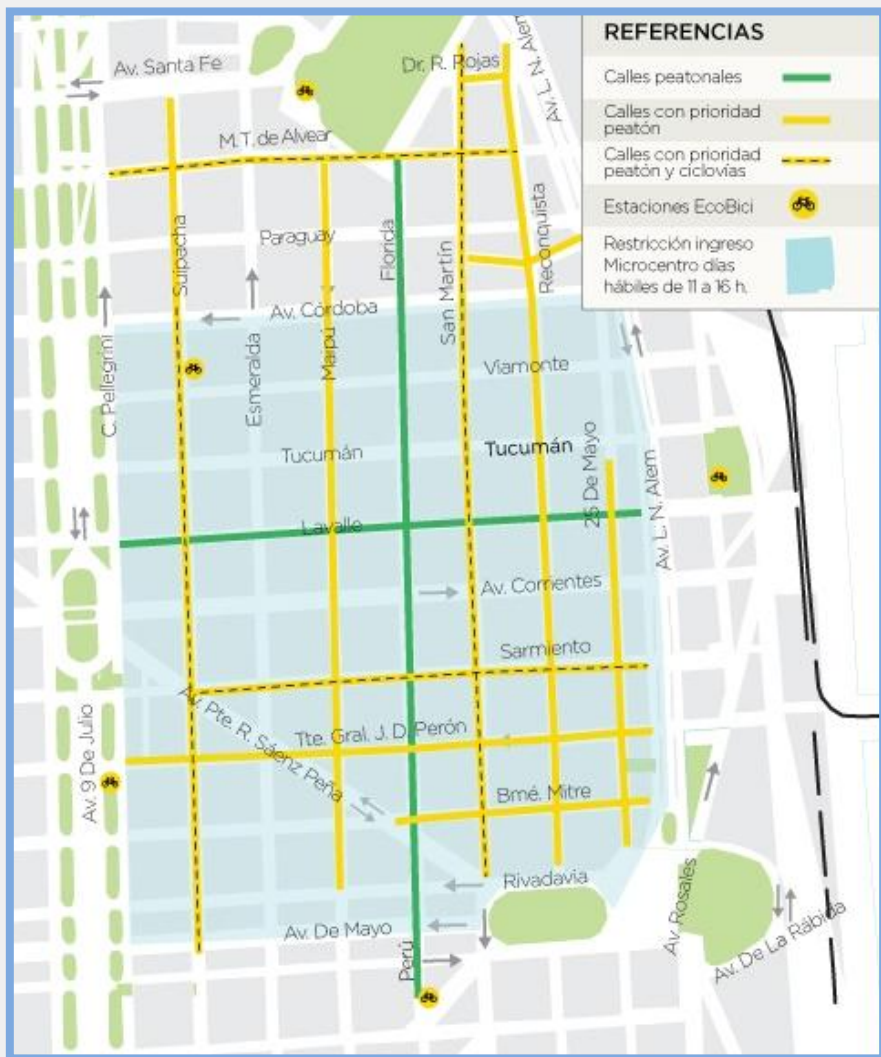 REFERENCIAS
Calles peatonales
Calles con prioridad
peatón
Calles con prioridad
peatón y ciclovías
Estaciones EcoBici
Restricción ingreso
Microcentro días
hábiles de 11 a 16 h.
Av. Santa Fe
Dr. R. Rojas
Av. L. N. Alem
M. T. de Alvear
Suipacha
Paraguay
Florida
San Martín
Reconquista
Av. Córdoba
C. Pellegrini
Esmeralda
Maipú
Viamonte
Tucumán
Tucumán
25 De Mayo
Av. L. N. Alem
Lavalle
Av. Corrientes
Sarmiento
Av. Pte. R. Sáenz Peña
Tte. Gral. J. D. Perón
Av. 9 De Julio
Bmé. Mitre
Rivadavia
Av. De Mayo
Perú
Av. Rosales
Av. De La Rábida